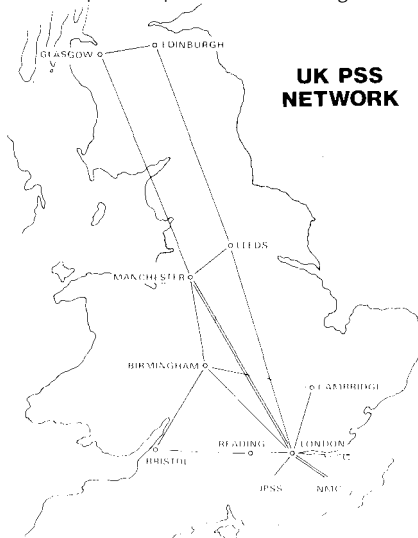 GLASGOW
EDINBURGH
UK PSS
NETWORK
LEEDS
MANCHESTER
BIRMINGHAM
CAMBRIDGE
READING
LONDON
BRISTOL
IPSS
NMC